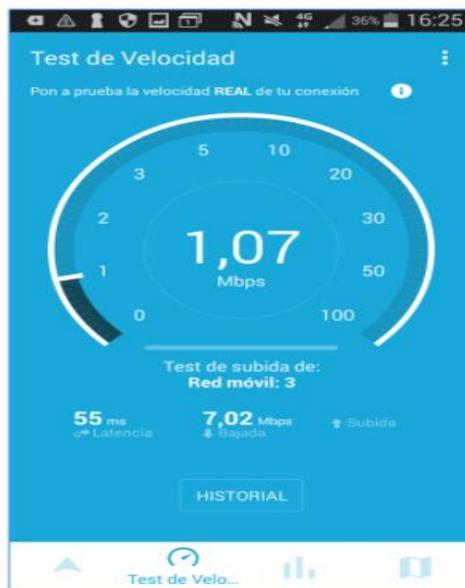 4G 36% 16:25
Test de Velocidad
Pon a prueba la velocidad REAL de tu conexión
5 10
3 20
2 30
1,07
1 50
Mbps
0 100
Test de subida de:
Red móvil: 3
55 ms 7,02 Mbps
Latencia Bajada Subida
HISTORIAL
Test de Velo...